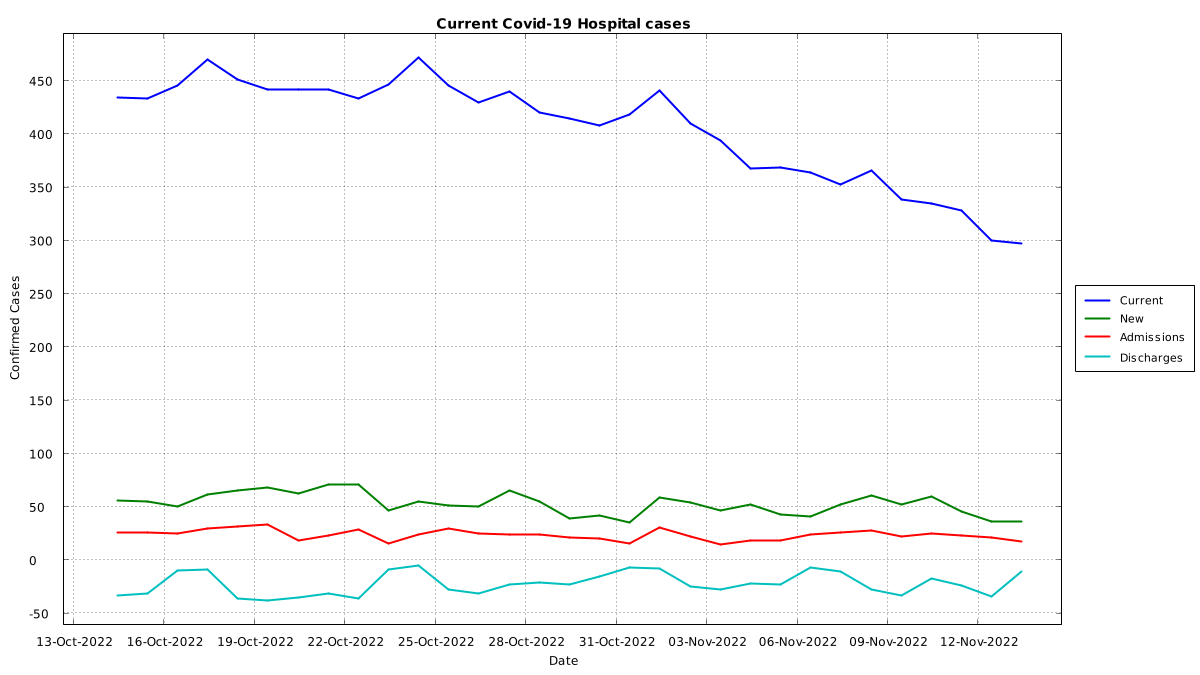 Current Covid-19 Hospital cases
Confirmed Cases
450
400
350
300
250
200
150
100
50
0
-50
13-Oct-2022 16-Oct-2022 19-Oct-2022 22-Oct-2022 25-Oct-2022 28-Oct-2022 31-Oct-2022 03-Nov-2022 06-Nov-2022 09-Nov-2022 12-Nov-2022
Date
Current
New
Admissions
Discharges